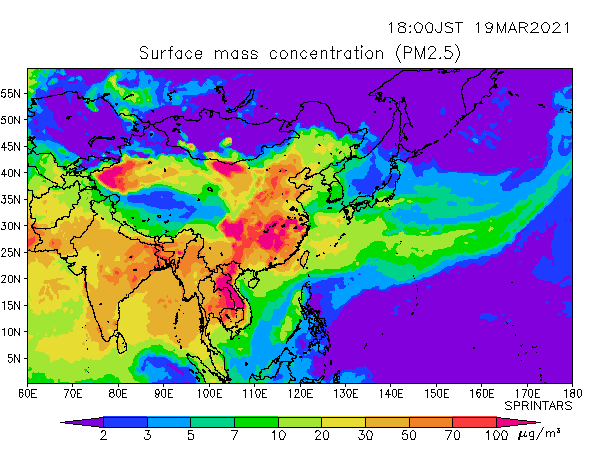 18:00JST 19MAR2021
Surface mass concentration (PM2.5)
55N
50N
45N
40N
35N
30N
25N
20N
15N
10N
5N
60E 70E 80E 90E 100E 110E 120E 130E 140E 150E 160E 170E 180
SPRINTARS
2 3 5 7 10 20 30 50 70 100 μg/m³